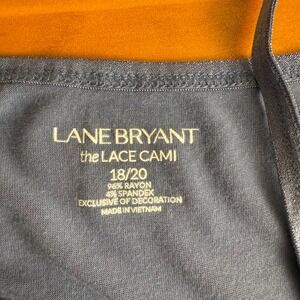 LANE BRYANT
the LACE CAMI
18/20
96% RAYON
4% SPANDEX
EXCLUSIVE OF DECORATION
MADE IN VIETNAM